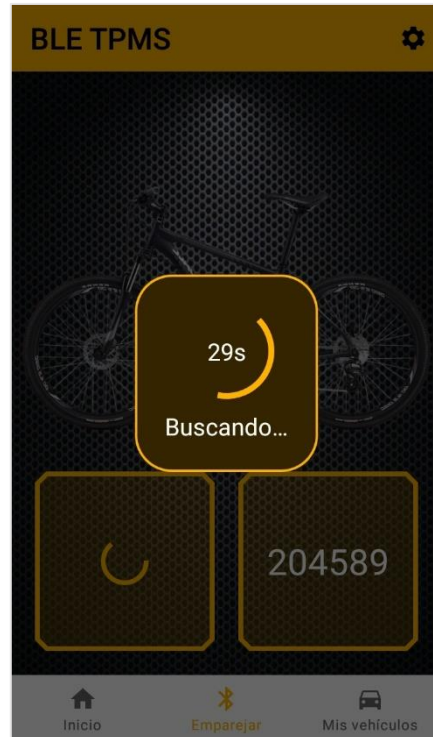 BLE TPMS
29s
Buscando...
204589
Inicio
Emparejar
Mis vehículos